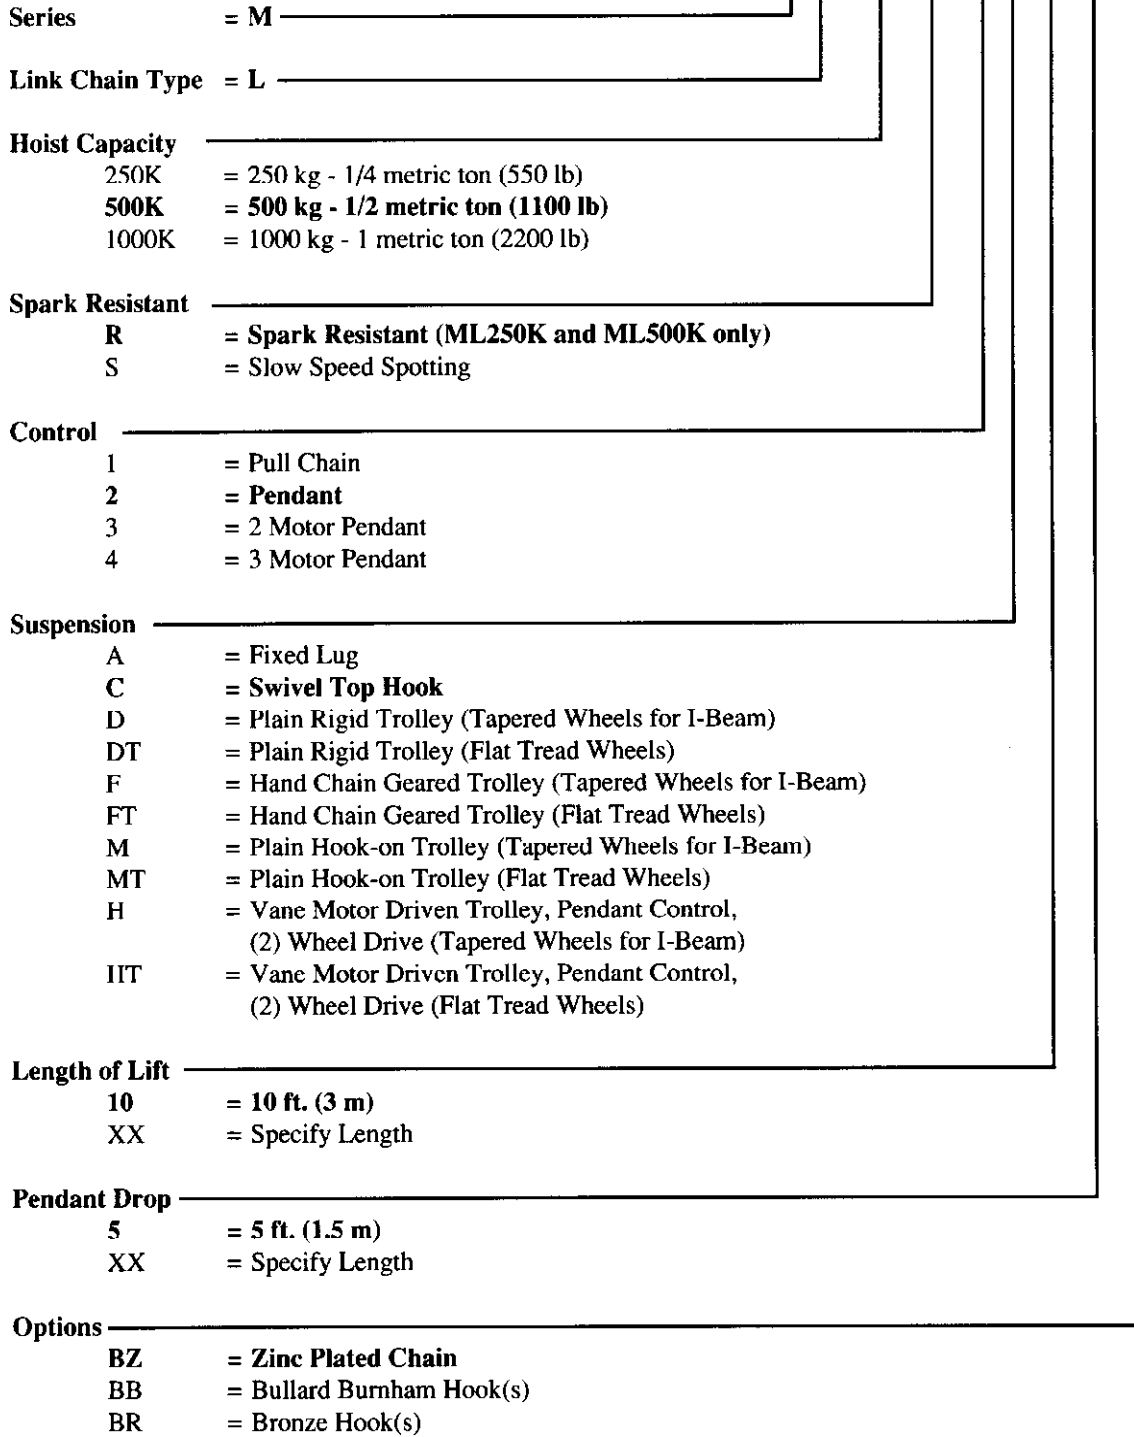 Series = M
Link Chain Type = L
Hoist Capacity
250K = 250 kg - 1/4 metric ton (550 lb)
500K = 500 kg - 1/2 metric ton (1100 lb)
1000K = 1000 kg - 1 metric ton (2200 lb)
Spark Resistant
R = Spark Resistant (ML250K and ML500K only)
S = Slow Speed Spotting
Control
1 = Pull Chain
2 = Pendant
3 = 2 Motor Pendant
4 = 3 Motor Pendant
Suspension
A = Fixed Lug
C = Swivel Top Hook
D = Plain Rigid Trolley (Tapered Wheels for I-Beam)
DT = Plain Rigid Trolley (Flat Tread Wheels)
F = Hand Chain Geared Trolley (Tapered Wheels for I-Beam)
FT = Hand Chain Geared Trolley (Flat Tread Wheels)
M = Plain Hook-on Trolley (Tapered Wheels for I-Beam)
MT = Plain Hook-on Trolley (Flat Tread Wheels)
H = Vane Motor Driven Trolley, Pendant Control,
(2) Wheel Drive (Tapered Wheels for I-Beam)
HT = Vane Motor Driven Trolley, Pendant Control,
(2) Wheel Drive (Flat Tread Wheels)
Length of Lift
10 = 10 ft. (3 m)
XX = Specify Length
Pendant Drop
5 = 5 ft. (1.5 m)
XX = Specify Length
Options
BZ = Zinc Plated Chain
BB = Bullard Burnham Hook(s)
BR = Bronze Hook(s)